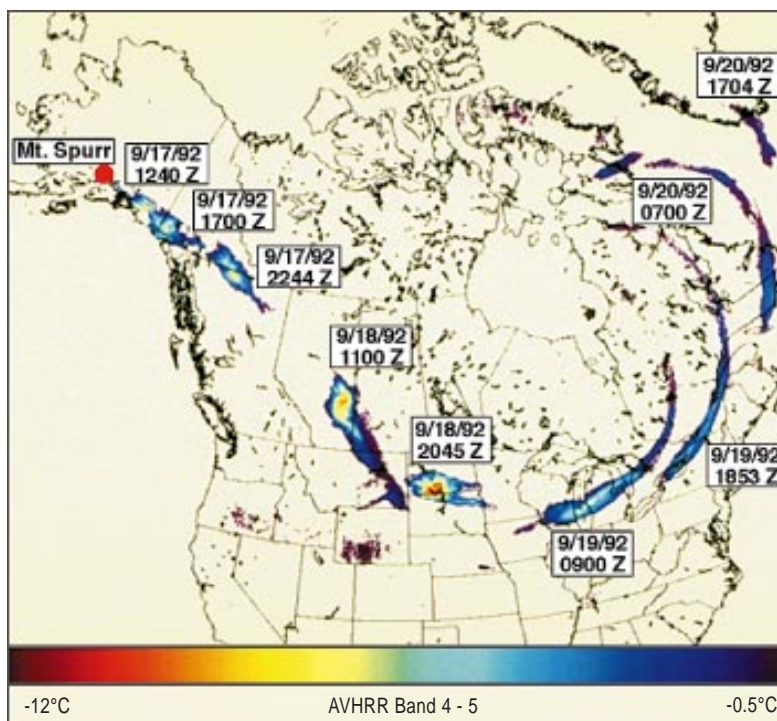 9/20/92
1704 Z
Mt. Spurr
9/17/92
1240 Z
9/17/92
1700 Z
9/20/92
0700 Z
9/17/92
2244 Z
9/18/92
1100 Z
9/18/92
2045 Z
9/19/92
1853 Z
9/19/92
0900 Z
-12°C
AVHRR Band 4 - 5
-0.5°C